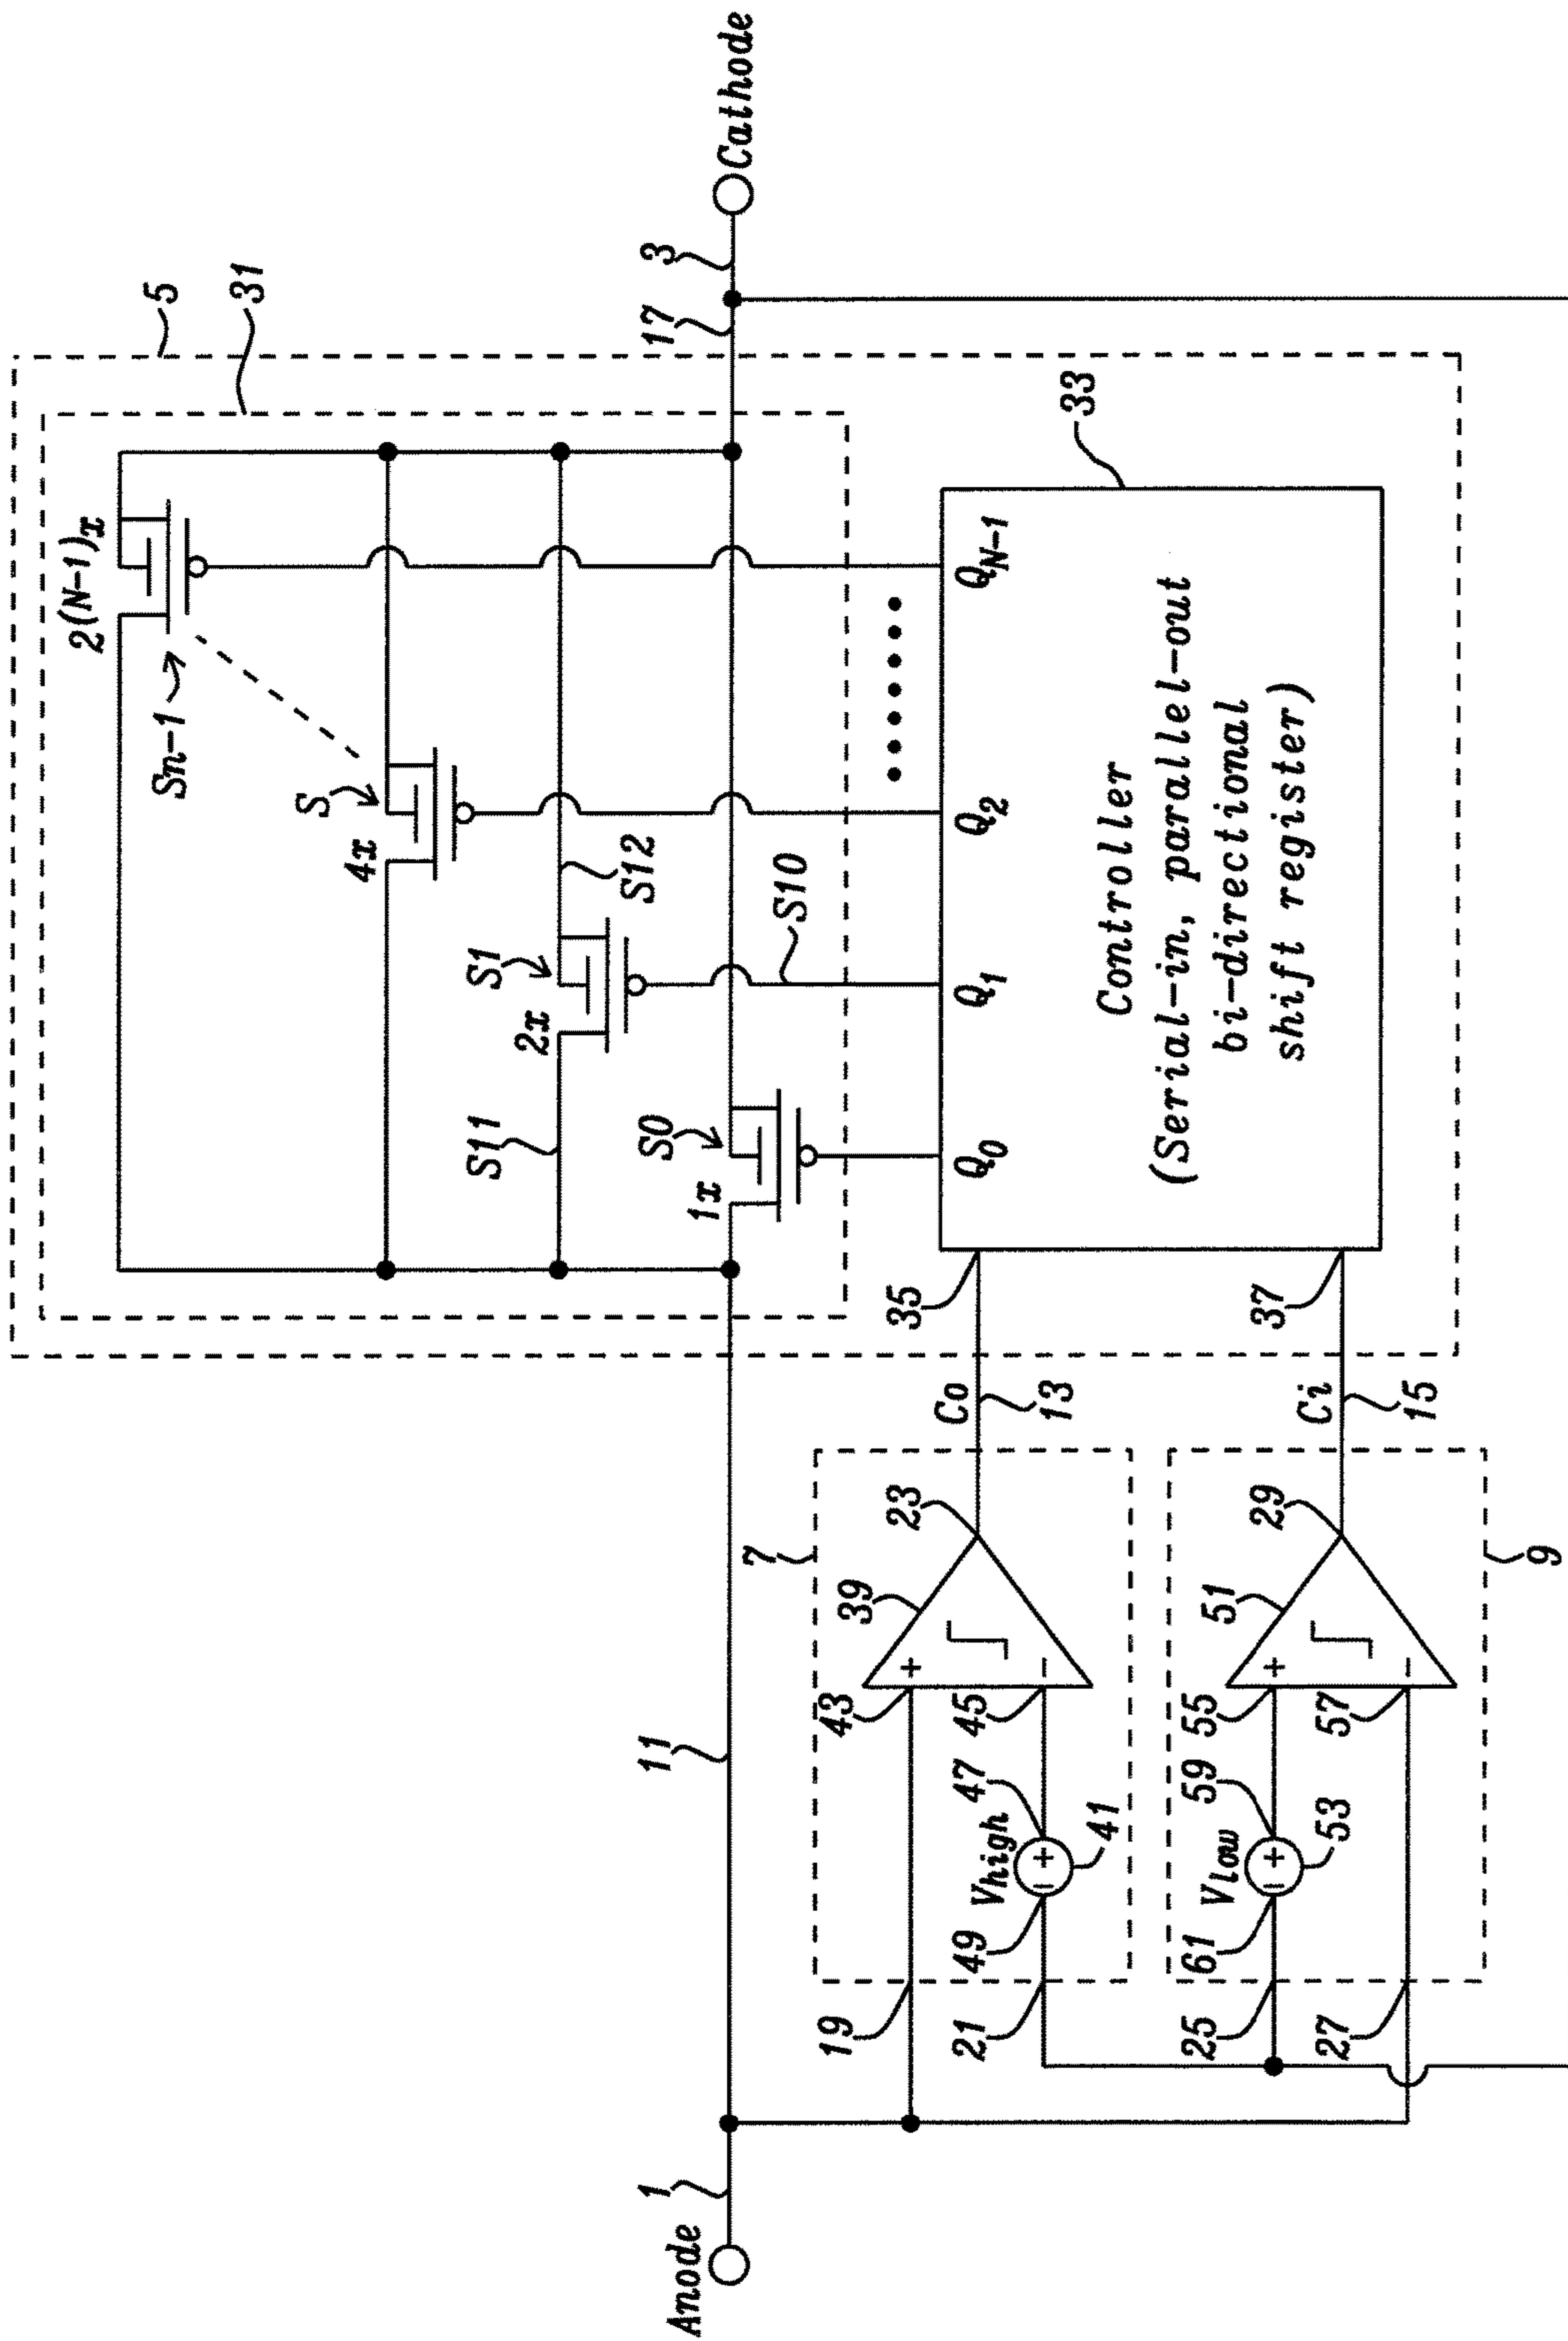 5
31
2(N-1)x
Sn-1
S
4x
S1
2x
S12
S11
S0
1x
S10
Anode
1
11
17
3
Cathode
Q0
Q1
Q2
QN-1
33
Controller
(Serial-in, parallel-out
bi-directional
shift register)
35
37
Co
13
Ci
15
7
39
23
43
+
45
−
47
Vhigh
− +
41
49
19
21
9
51
29
55
+
57
−
59
Vlow
− +
53
61
25
27